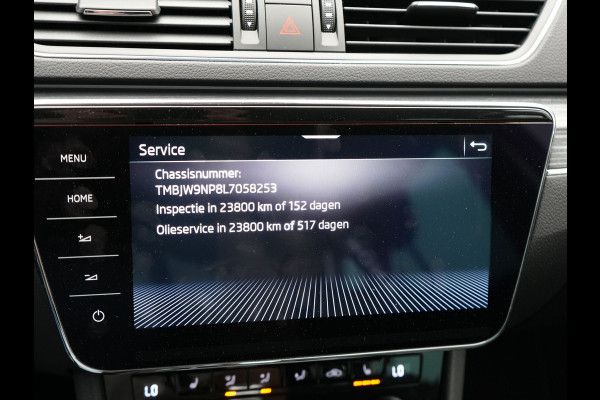 Service
MENU
Chassisnummer:
TMBJW9NP8L7058253
HOME
Inspectie in 23800 km of 152 dagen
Olieservice in 23800 km of 517 dagen
LO
LO